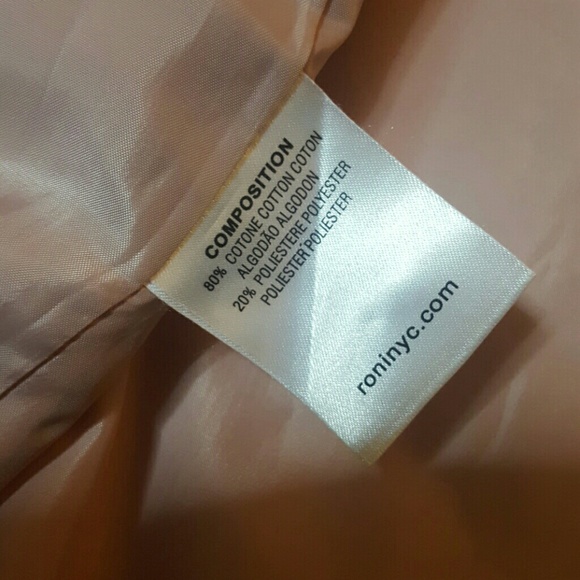 COMPOSITION
80% COTONE COTTON COTON
ALGODÃO ALGODON
20% POLIESTERE POLYESTER
POLIESTER POLIESTER
roninyc.com